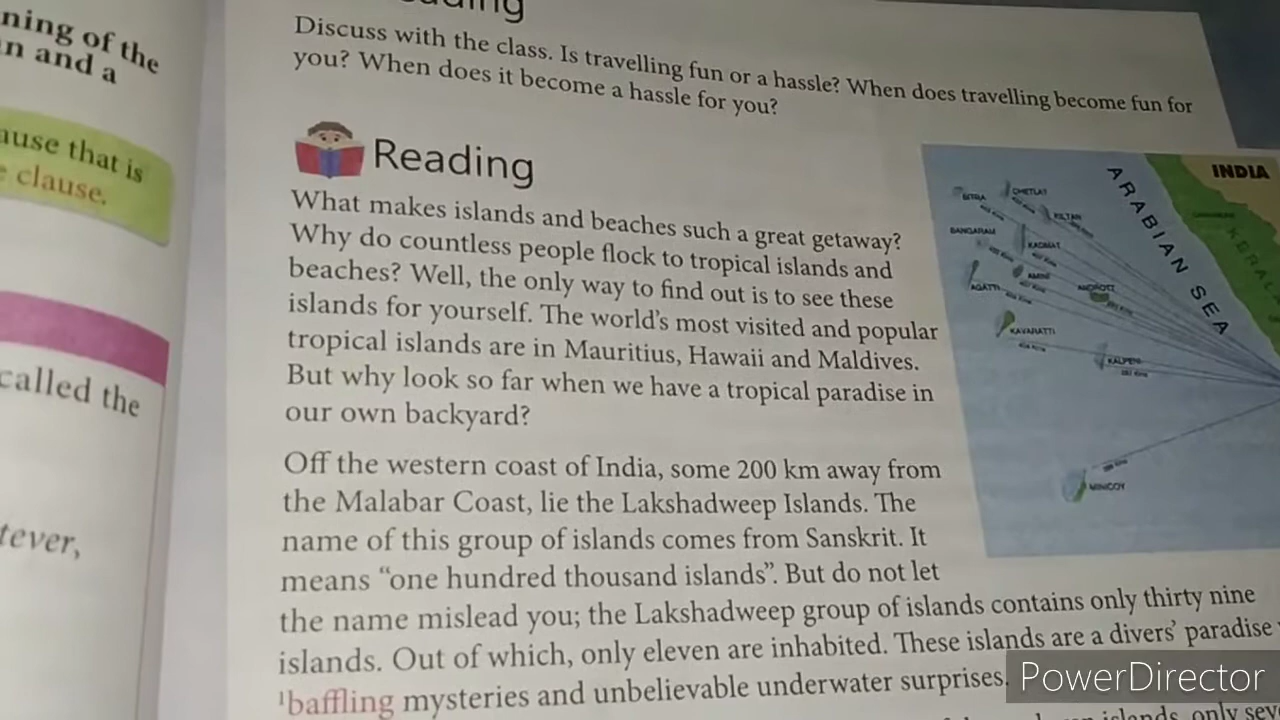 ning of the
n and a
ause that is
clause.
called the
tever,
Discuss with the class. Is travelling fun or a hassle? When does travelling become fun for
you? When does it become a hassle for you?
Reading
What makes islands and beaches such a great getaway?
Why do countless people flock to tropical islands and
beaches? Well, the only way to find out is to see these
islands for yourself. The world's most visited and popular
tropical islands are in Mauritius, Hawaii and Maldives.
But why look so far when we have a tropical paradise in
our own backyard?
Off the western coast of India, some 200 km away from
the Malabar Coast, lie the Lakshadweep Islands. The
name of this group of islands comes from Sanskrit. It
means “one hundred thousand islands”. But do not let
the name mislead you; the Lakshadweep group of islands contains only thirty nine
islands. Out of which, only eleven are inhabited. These islands are a divers' paradise
¹baffling mysteries and unbelievable underwater surprises.
islands, only sev
INDIA
ARABIAN SEA
KERALA
BITRA
CHETLAT
KILTAN
BANGARAM
KADMAT
AMINI
AGATTI
ANDROTT
KAVARATTI
KALPENI
MINICOY
PowerDirector